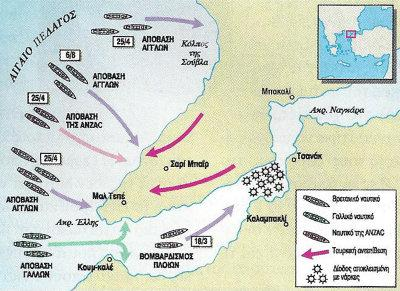 25/4
ΑΠΟΒΑΣΗ
ΑΓΓΛΩΝ
Κόλπος
της
Σούβλα
ΑΙΓΑΙΟ ΠΕΛΑΓΟΣ
6/8
ΑΠΟΒΑΣΗ
ΑΓΓΛΩΝ
25/4
ΑΠΟΒΑΣΗ
ΤΗΣ ANZAC
25/4
ΑΠΟΒΑΣΗ
ΑΓΓΛΩΝ
Μποκαλί
Ακρ. Ναγκάρα
Τσανάκ
Σαρί Μπαΐρ
Μαλ Τεπέ
Ακρ. Έλλης
Καλαμπακλί
ΑΠΟΒΑΣΗ
ΓΑΛΛΩΝ
Κουμ-καλέ
ΒΟΜΒΑΡΔΙΣΜΟΣ
ΠΛΟΙΩΝ
18/3
Βρετανικό ναυτικό
Γαλλικό ναυτικό
Ναυτικό της ANZAC
Τουρκική αντεπίθεση
Δίοδος αποκλεισμένη
με νάρκες